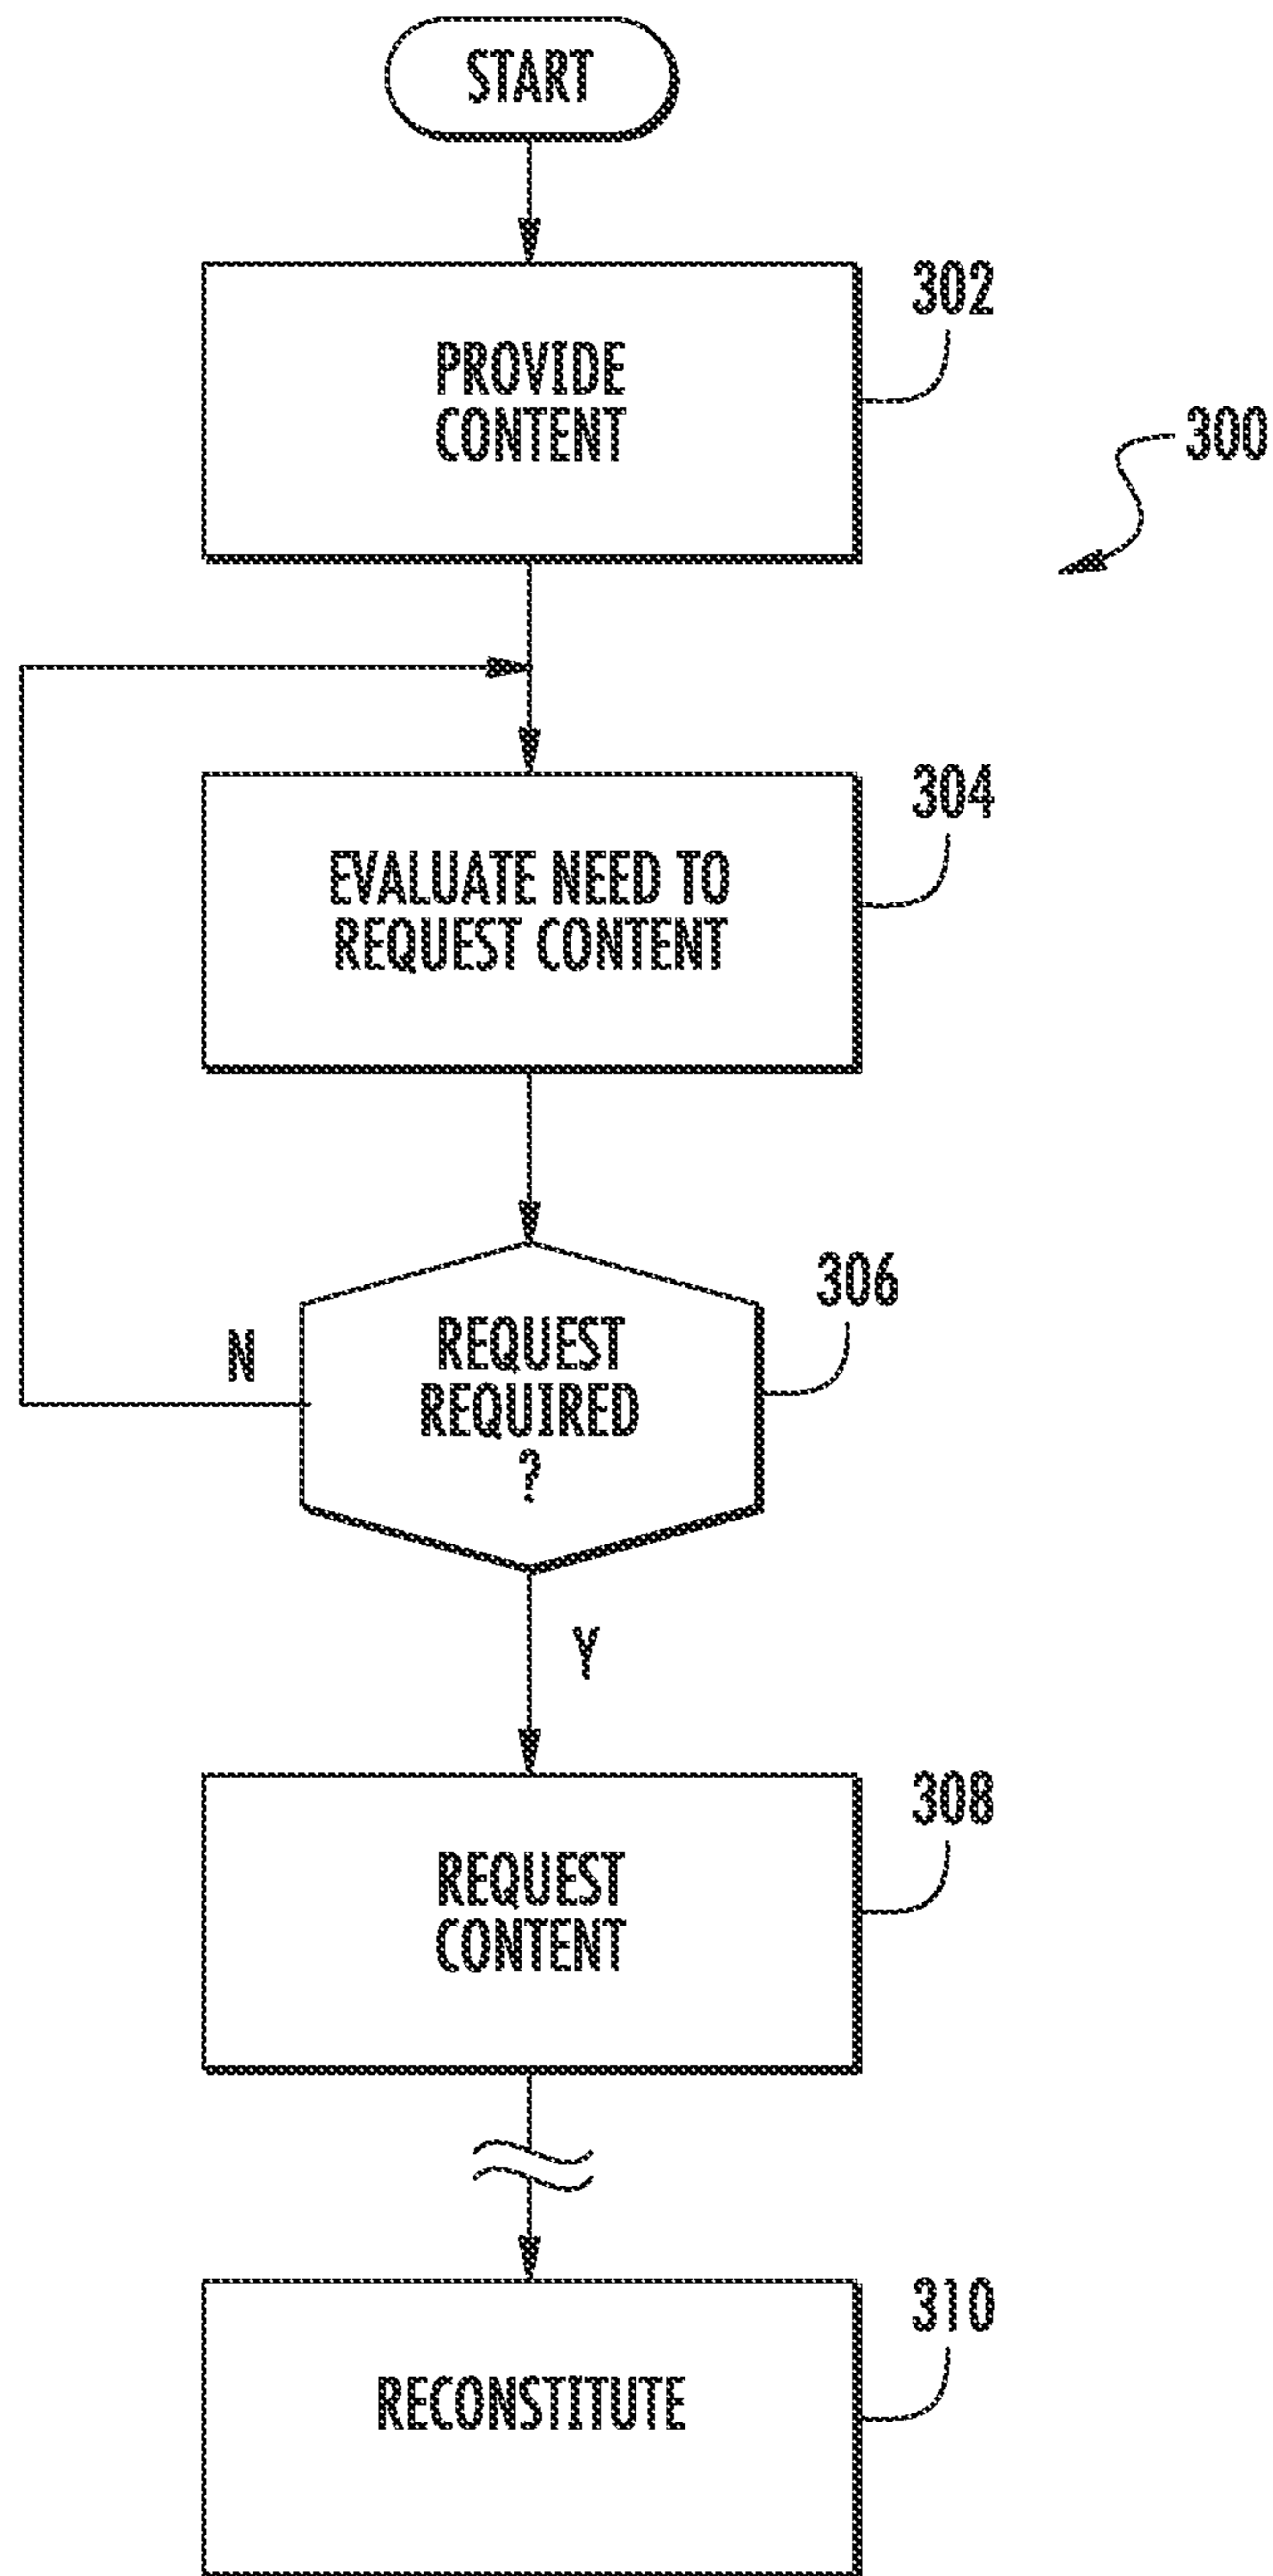 START
302
PROVIDE
CONTENT
300
304
EVALUATE NEED TO
REQUEST CONTENT
306
N
REQUEST
REQUIRED
?
Y
308
REQUEST
CONTENT
310
RECONSTITUTE